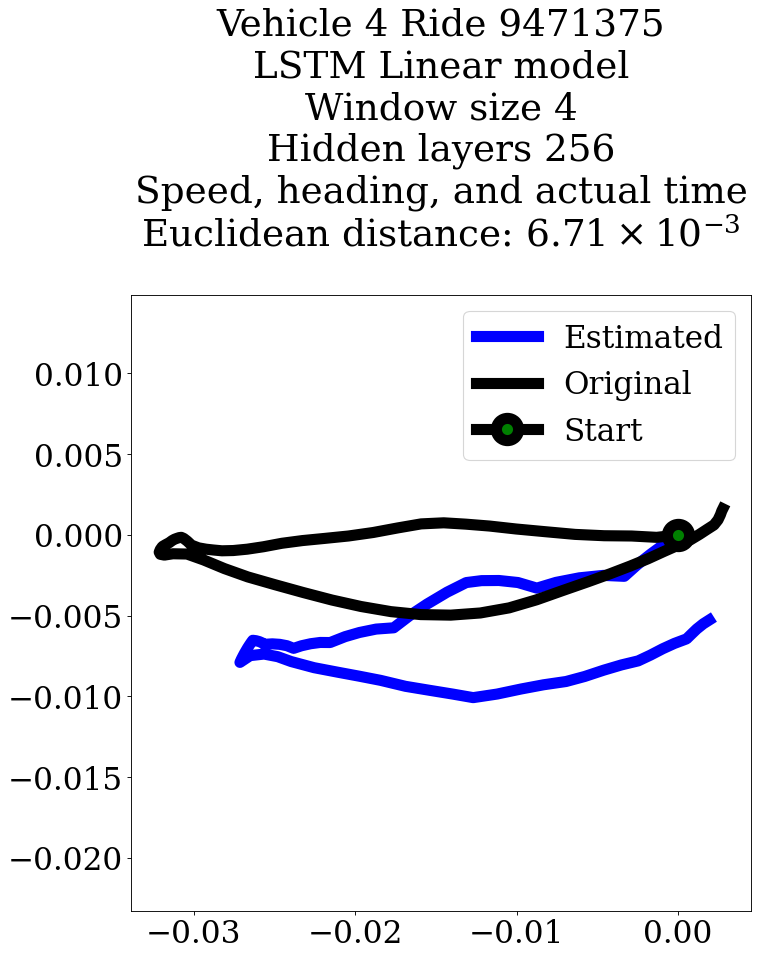 Vehicle 4 Ride 9471375
LSTM Linear model
Window size 4
Hidden layers 256
Speed, heading, and actual time
Euclidean distance: 6.71 × 10⁻³
Estimated
Original
Start
0.010
0.005
0.000
−0.005
−0.010
−0.015
−0.020
−0.03
−0.02
−0.01
0.00